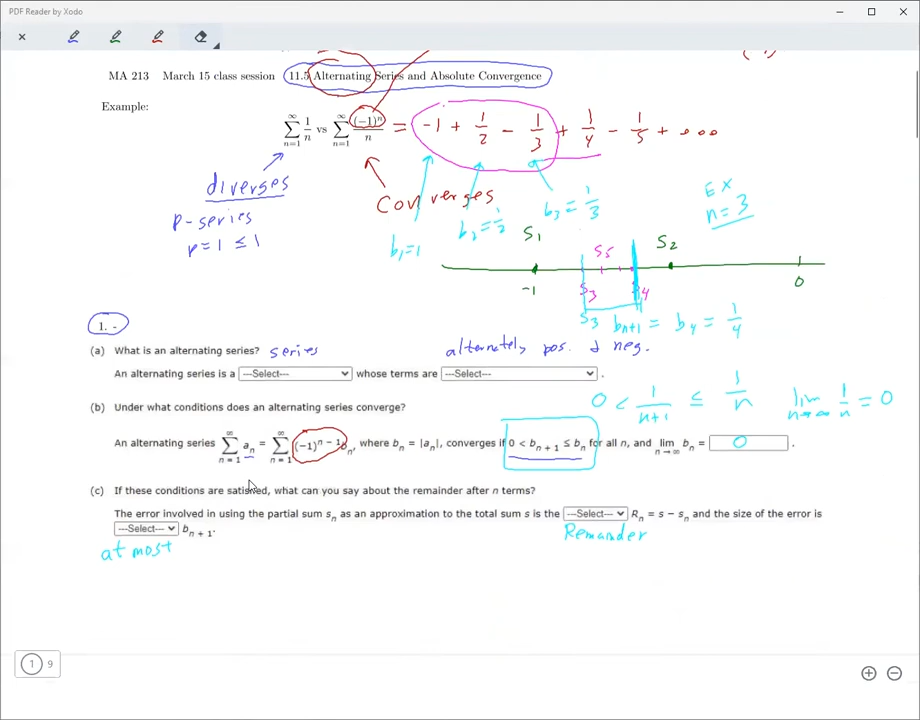 PDF Reader by Xodo
MA 213 March 15 class session 11.5 Alternating Series and Absolute Convergence
Example:
∞∑n=1 1/n vs ∞∑n=1 (-1)^n/n = -1 + 1/2 - 1/3 + 1/4 - 1/5 + ...
diverges
p-series
p = 1 ≤ 1
Converges
b1=1
b2=1/2
b3=1/3
Ex
n=3
S1
S5
S2
-1
S3
S4
0
S3
bn+1 = b4 = 1/4
1. -
(a) What is an alternating series? series alternately pos. & neg.
An alternating series is a ---Select--- whose terms are ---Select--- .
0 < 1/(n+1) ≤ 1/n lim n→∞ 1/n = 0
(b) Under what conditions does an alternating series converge?
An alternating series ∞∑n=1 an = ∞∑n=1 (-1)^(n-1) bn, where bn = |an|, converges if 0 < bn+1 ≤ bn for all n, and lim n→∞ bn = 0 .
(c) If these conditions are satisfied, what can you say about the remainder after n terms?
The error involved in using the partial sum sn as an approximation to the total sum s is the ---Select--- Rn = s - sn and the size of the error is
---Select--- bn+1.
Remander
at most
1 9